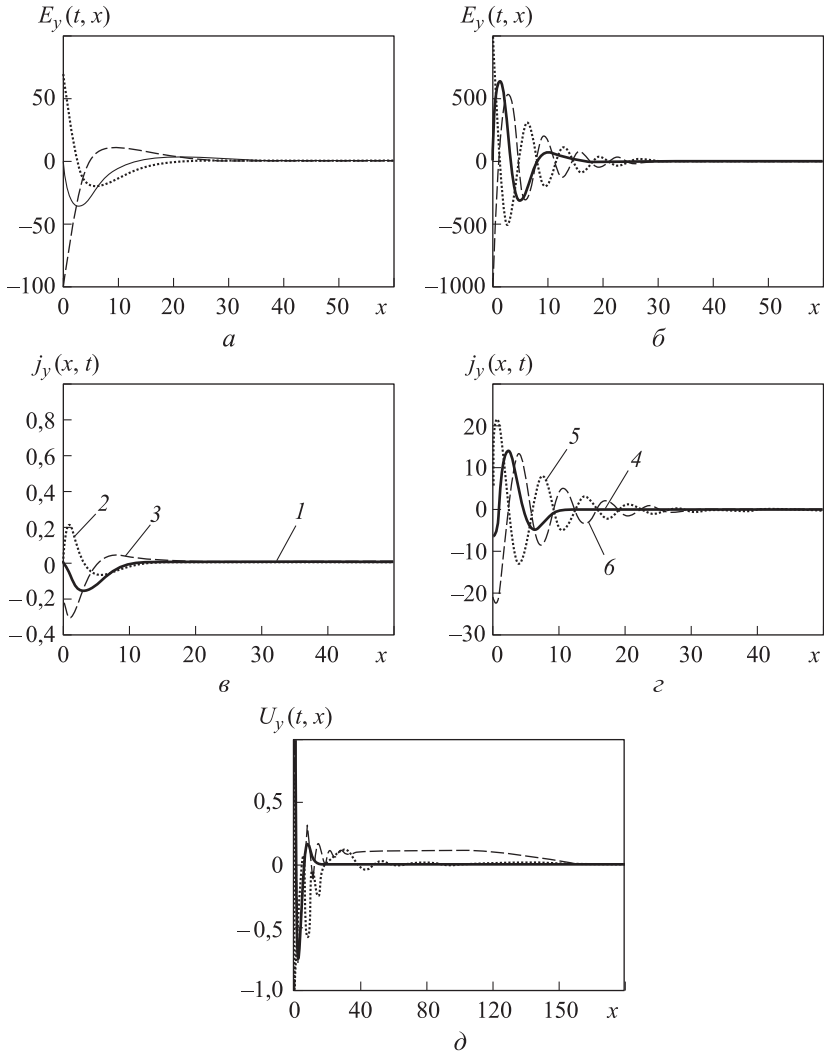 E_y(t, x) E_y(t, x)
50 500
0 0
–50 –500
–100 –1000
0 10 20 30 40 50 x 0 10 20 30 40 50 x
а б
j_y(x, t) j_y(x, t)
0,8 20
0,6 10
0,4 0
0,2 –10
0 –20
–0,2 –30
–0,4
2 3 1 5 4 6
0 10 20 30 40 x 0 10 20 30 40 x
в г
U_y(t, x)
0,5
0
–0,5
–1,0
0 40 80 120 150 x
д